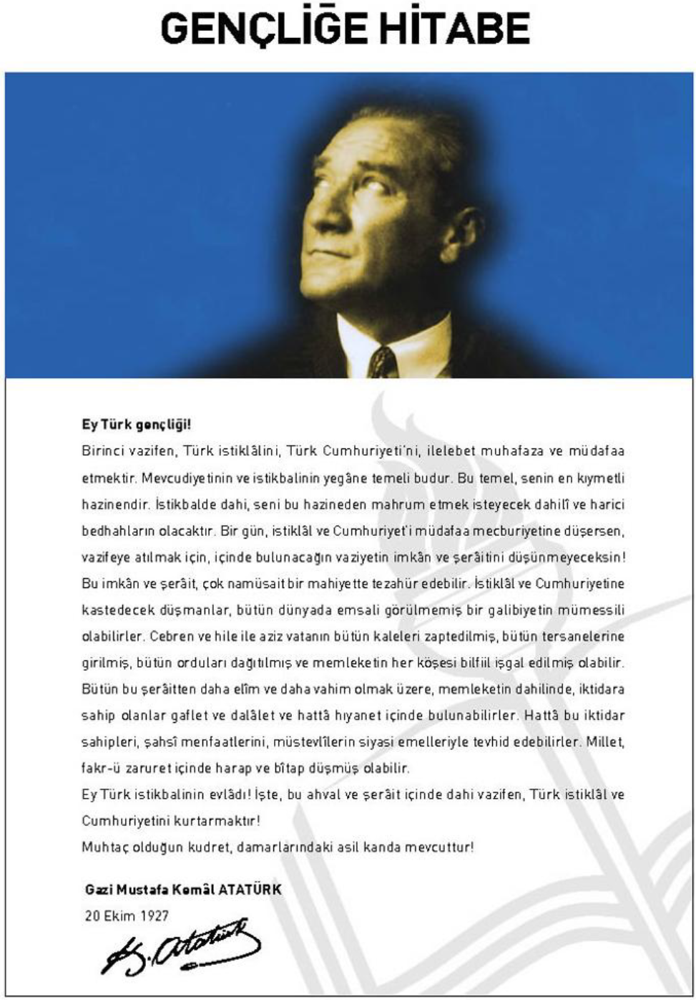 GENÇLİĞE HİTABE
Ey Türk gençliği!
Birinci vazifen, Türk istiklâlini, Türk Cumhuriyeti'ni, ilelebet muhafaza ve müdafaa
etmektir. Mevcudiyetinin ve istikbalinin yegâne temeli budur. Bu temel, senin en kıymetli
hazinendir. İstikbalde dahi, seni bu hazineden mahrum etmek isteyecek dahilî ve harici
bedhahların olacaktır. Bir gün, istiklâl ve Cumhuriyet'i müdafaa mecburiyetine düşersen,
vazifeye atılmak için, içinde bulunacağın vaziyetin imkân ve şerâitini düşünmeyeceksin!
Bu imkân ve şerâit, çok namüsait bir mahiyette tezahür edebilir. İstiklâl ve Cumhuriyetine
kastedecek düşmanlar, bütün dünyada emsali görülmemiş bir galibiyetin mümessili
olabilirler. Cebren ve hile ile aziz vatanın bütün kaleleri zaptedilmiş, bütün tersanelerine
girilmiş, bütün orduları dağıtılmış ve memleketin her köşesi bilfiil işgal edilmiş olabilir.
Bütün bu şerâitten daha elîm ve daha vahim olmak üzere, memleketin dahilinde, iktidara
sahip olanlar gaflet ve dalâlet ve hattâ hıyanet içinde bulunabilirler. Hattâ bu iktidar
sahipleri, şahsî menfaatlerini, müstevlîlerin siyasi emelleriyle tevhid edebilirler. Millet,
fakr-ü zaruret içinde harap ve bîtap düşmüş olabilir.
Ey Türk istikbalinin evlâdı! İşte, bu ahval ve şerâit içinde dahi vazifen, Türk istiklâl ve
Cumhuriyetini kurtarmaktır!
Muhtaç olduğun kudret, damarlarındaki asil kanda mevcuttur!
Gazi Mustafa Kemâl ATATÜRK
20 Ekim 1927
K. Atatürk